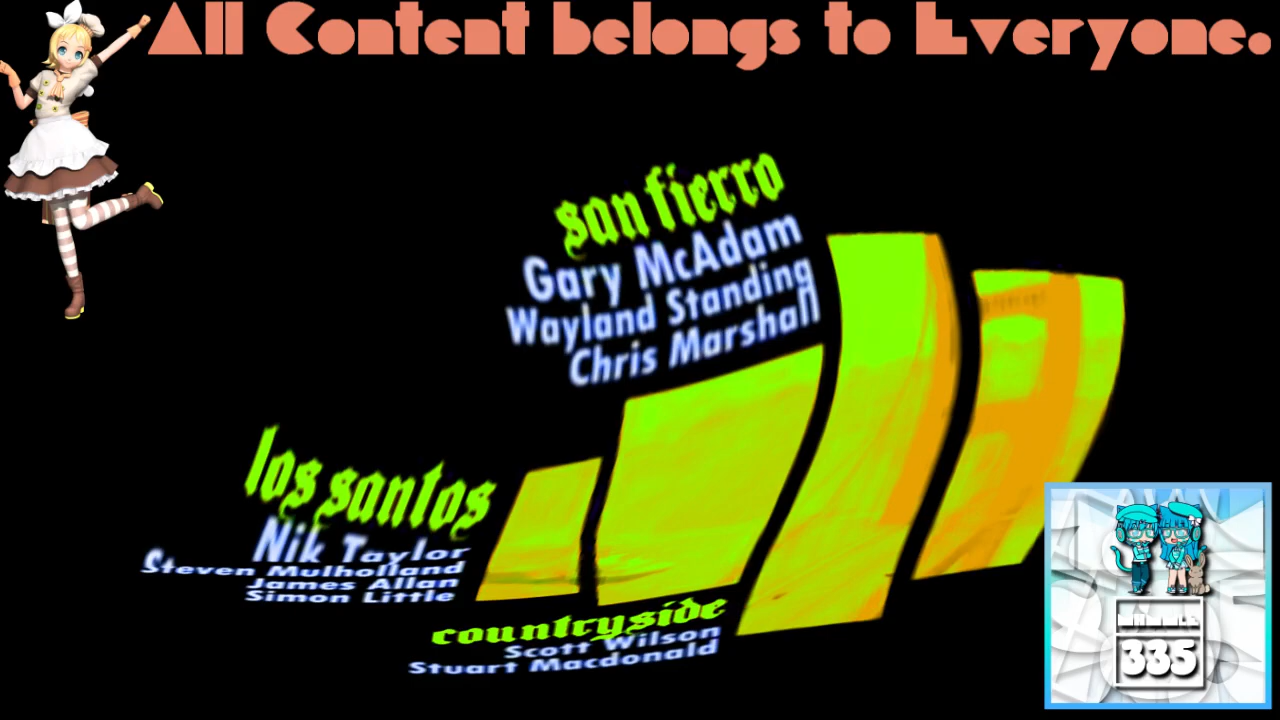 All Content belongs to Everyone.
san fierro
Gary McAdam
Wayland Standing
Chris Marshall
los santos
Nik Taylor
Steven Mulholland
James Allan
Simon Little
countryside
Scott Wilson
Stuart Macdonald
335